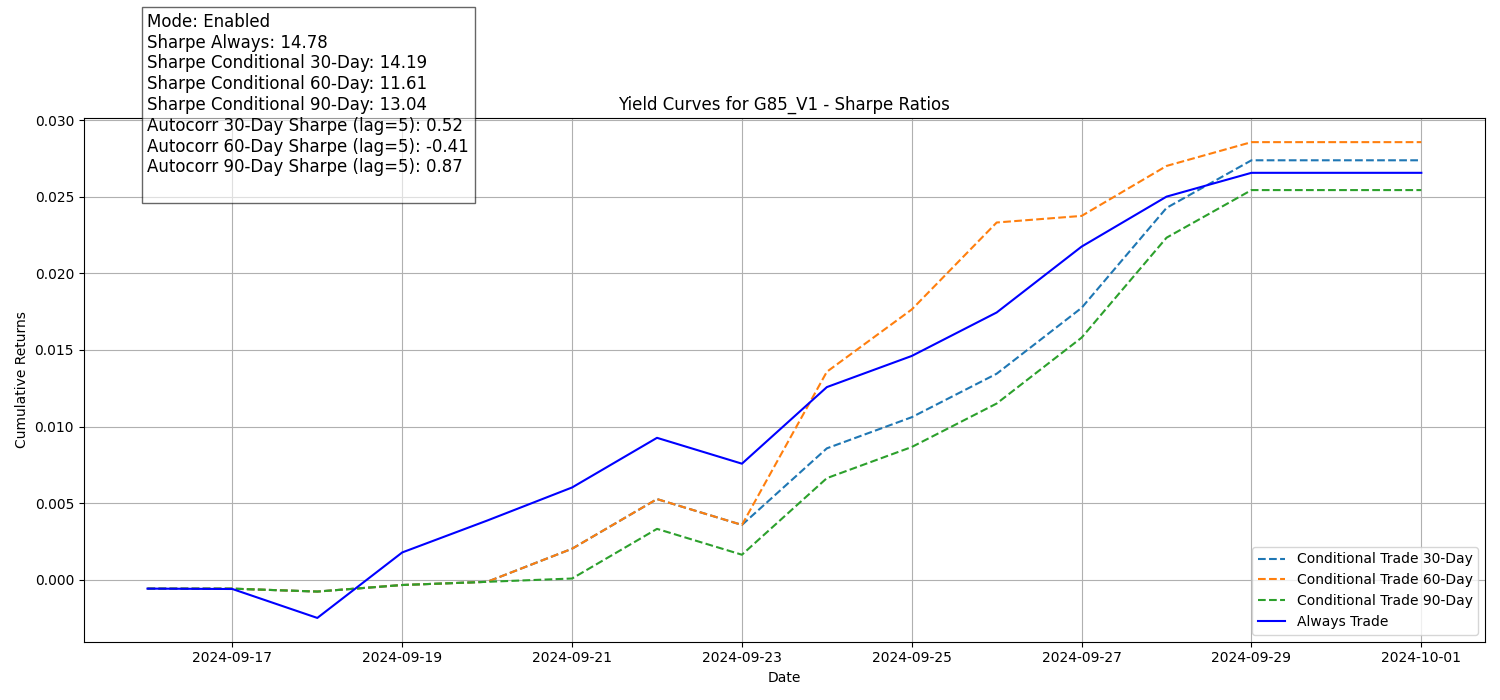 Mode: Enabled
Sharpe Always: 14.78
Sharpe Conditional 30-Day: 14.19
Sharpe Conditional 60-Day: 11.61
Sharpe Conditional 90-Day: 13.04
Autocorr 30-Day Sharpe (lag=5): 0.52
Autocorr 60-Day Sharpe (lag=5): -0.41
Autocorr 90-Day Sharpe (lag=5): 0.87
Yield Curves for G85_V1 - Sharpe Ratios
Cumulative Returns
0.030
0.025
0.020
0.015
0.010
0.005
0.000
Conditional Trade 30-Day
Conditional Trade 60-Day
Conditional Trade 90-Day
Always Trade
2024-09-17
2024-09-19
2024-09-21
2024-09-23
2024-09-25
2024-09-27
2024-09-29
2024-10-01
Date